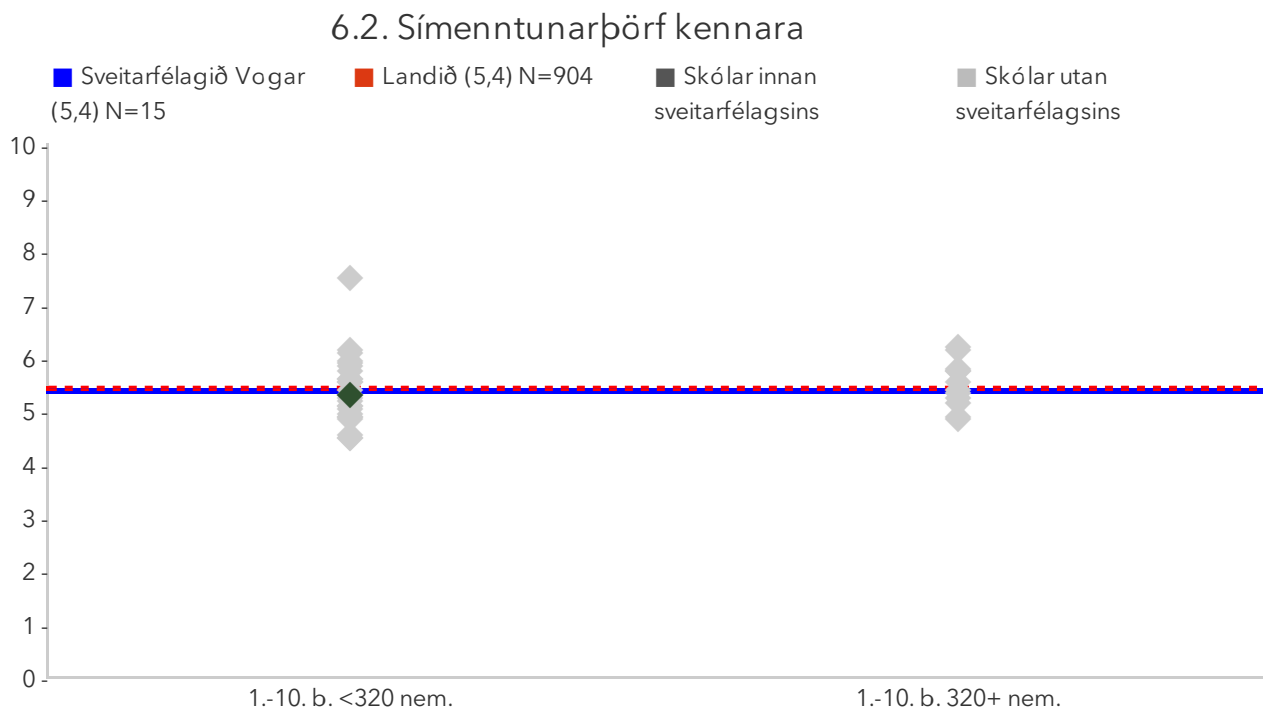 6.2. Símenntunarþörf kennara
Sveitarfélagið Vogar
(5,4) N=15
Landið (5,4) N=904
Skólar innan
sveitarfélagsins
Skólar utan
sveitarfélagsins
10
9
8
7
6
5
4
3
2
1
0
1.-10. b. <320 nem.
1.-10. b. 320+ nem.